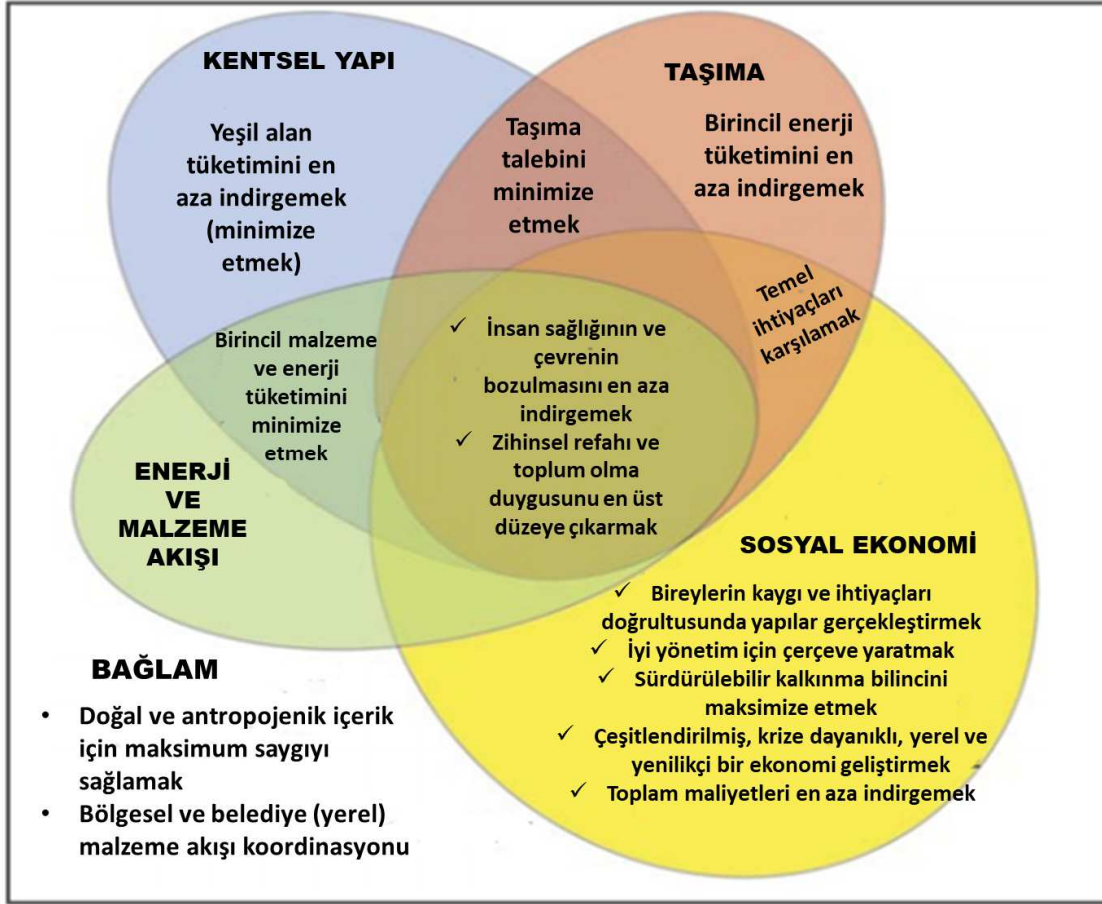 KENTSEL YAPI
Yeşil alan
tüketimini en
aza indirgemek
(minimize
etmek)
Taşıma
talebini
minimize
etmek
TAŞIMA
Birincil enerji
tüketimini en
aza indirgemek
Temel
ihtiyaçları
karşılamak
Birincil malzeme
ve enerji
tüketimini
minimize
etmek
✓ İnsan sağlığının ve
çevrenin
bozulmasını en aza
indirgemek
✓ Zihinsel refahı ve
toplum olma
duygusunu en üst
düzeye çıkarmak
ENERJİ
VE
MALZEME
AKIŞI
SOSYAL EKONOMİ
✓ Bireylerin kaygı ve ihtiyaçları
doğrultusunda yapılar gerçekleştirmek
✓ İyi yönetim için çerçeve yaratmak
✓ Sürdürülebilir kalkınma bilincini
maksimize etmek
✓ Çeşitlendirilmiş, krize dayanıklı, yerel ve
yenilikçi bir ekonomi geliştirmek
✓ Toplam maliyetleri en aza indirgemek
BAĞLAM
• Doğal ve antropojenik içerik
için maksimum saygıyı
sağlamak
• Bölgesel ve belediye (yerel)
malzeme akışı koordinasyonu